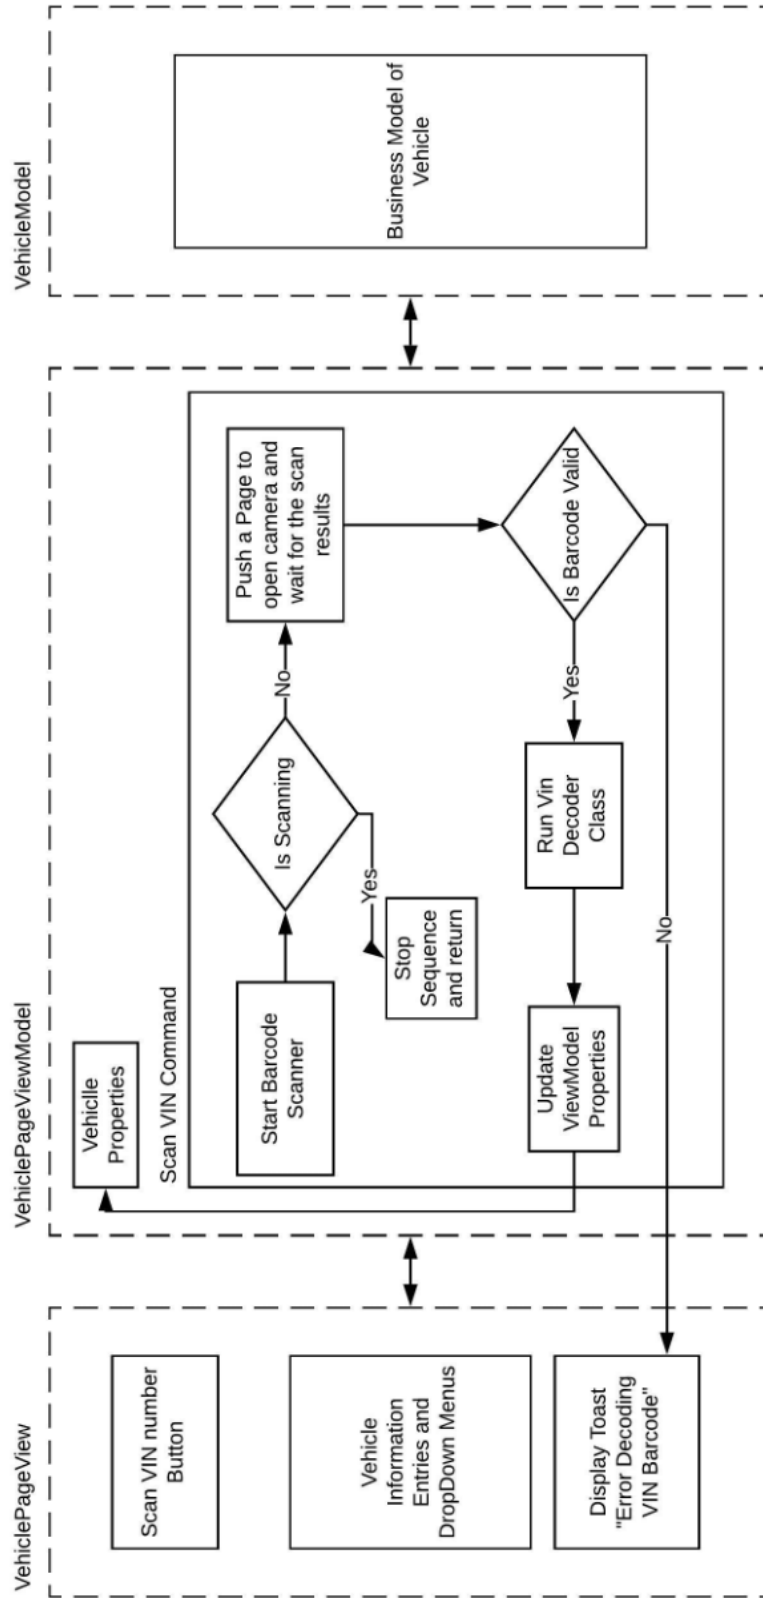 VehiclePageView
Scan VIN number
Button
Vehicle
Information
Entries and
DropDown Menus
Display Toast
"Error Decoding
VIN Barcode"
VehiclePageViewModel
Vehiclle
Properties
Scan VIN Command
Start Barcode
Scanner
Is Scanning
Yes
Stop
Sequence
and return
No
Push a Page to
open camera and
wait for the scan
results
Is Barcode Valid
Yes
Run Vin
Decoder
Class
Update
ViewModel
Properties
No
VehicleModel
Business Model of
Vehicle